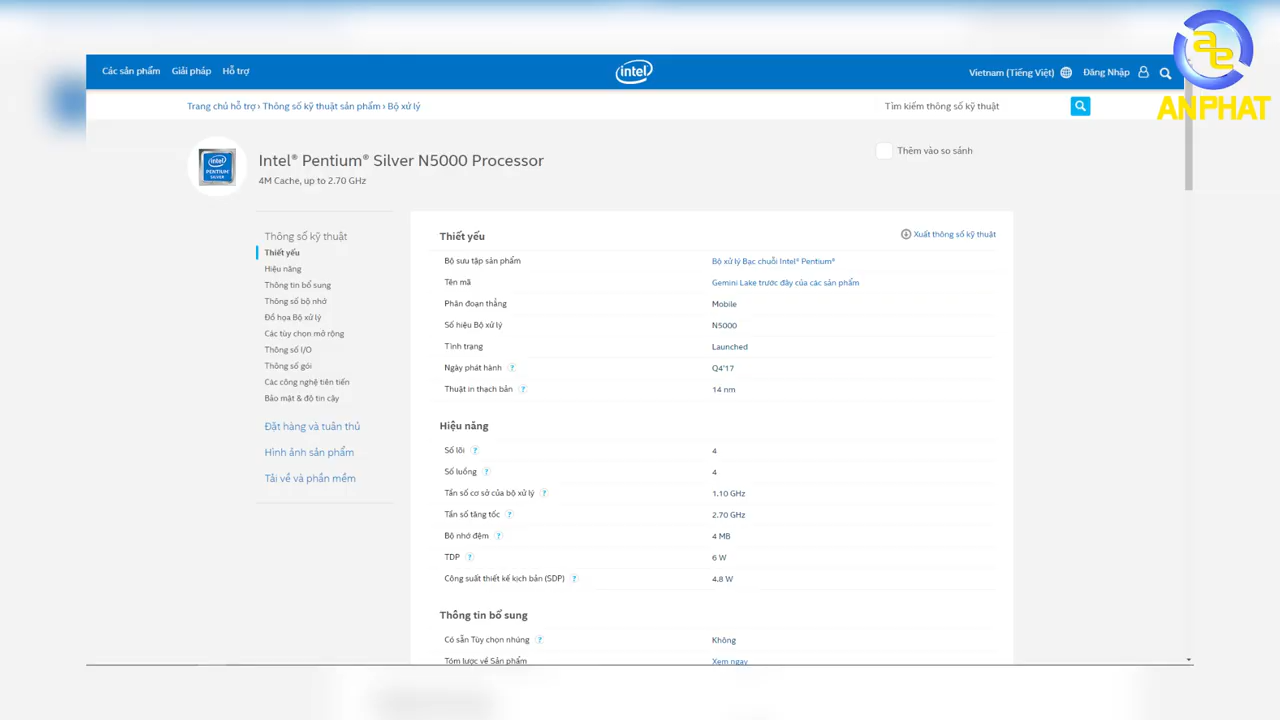 Các sản phẩm Giải pháp Hỗ trợ intel Vietnam (Tiếng Việt) Đăng Nhập
ANPHAT
Trang chủ hỗ trợ › Thông số kỹ thuật sản phẩm › Bộ xử lý Tìm kiếm thông số kỹ thuật
intel PENTIUM SILVER
Intel® Pentium® Silver N5000 Processor
Thêm vào so sánh
4M Cache, up to 2.70 GHz
Thông số kỹ thuật
Thiết yếu
Hiệu năng
Thông tin bổ sung
Thông số bộ nhớ
Đồ họa Bộ xử lý
Các tùy chọn mở rộng
Thông số I/O
Thông số gói
Các công nghệ tiên tiến
Bảo mật & độ tin cậy
Đặt hàng và tuân thủ
Hình ảnh sản phẩm
Tải về và phần mềm
Thiết yếu Xuất thông số kỹ thuật
Bộ sưu tập sản phẩm Bộ xử lý Bạc chuỗi Intel® Pentium®
Tên mã Gemini Lake trước đây của các sản phẩm
Phân đoạn thẳng Mobile
Số hiệu Bộ xử lý N5000
Tình trạng Launched
Ngày phát hành ? Q4'17
Thuật in thạch bản ? 14 nm
Hiệu năng
Số lõi ? 4
Số luồng ? 4
Tần số cơ sở của bộ xử lý ? 1.10 GHz
Tần số tăng tốc ? 2.70 GHz
Bộ nhớ đệm ? 4 MB
TDP ? 6 W
Công suất thiết kế kịch bản (SDP) ? 4.8 W
Thông tin bổ sung
Có sẵn Tùy chọn nhúng ? Không
Tóm lược về Sản phẩm Xem ngay